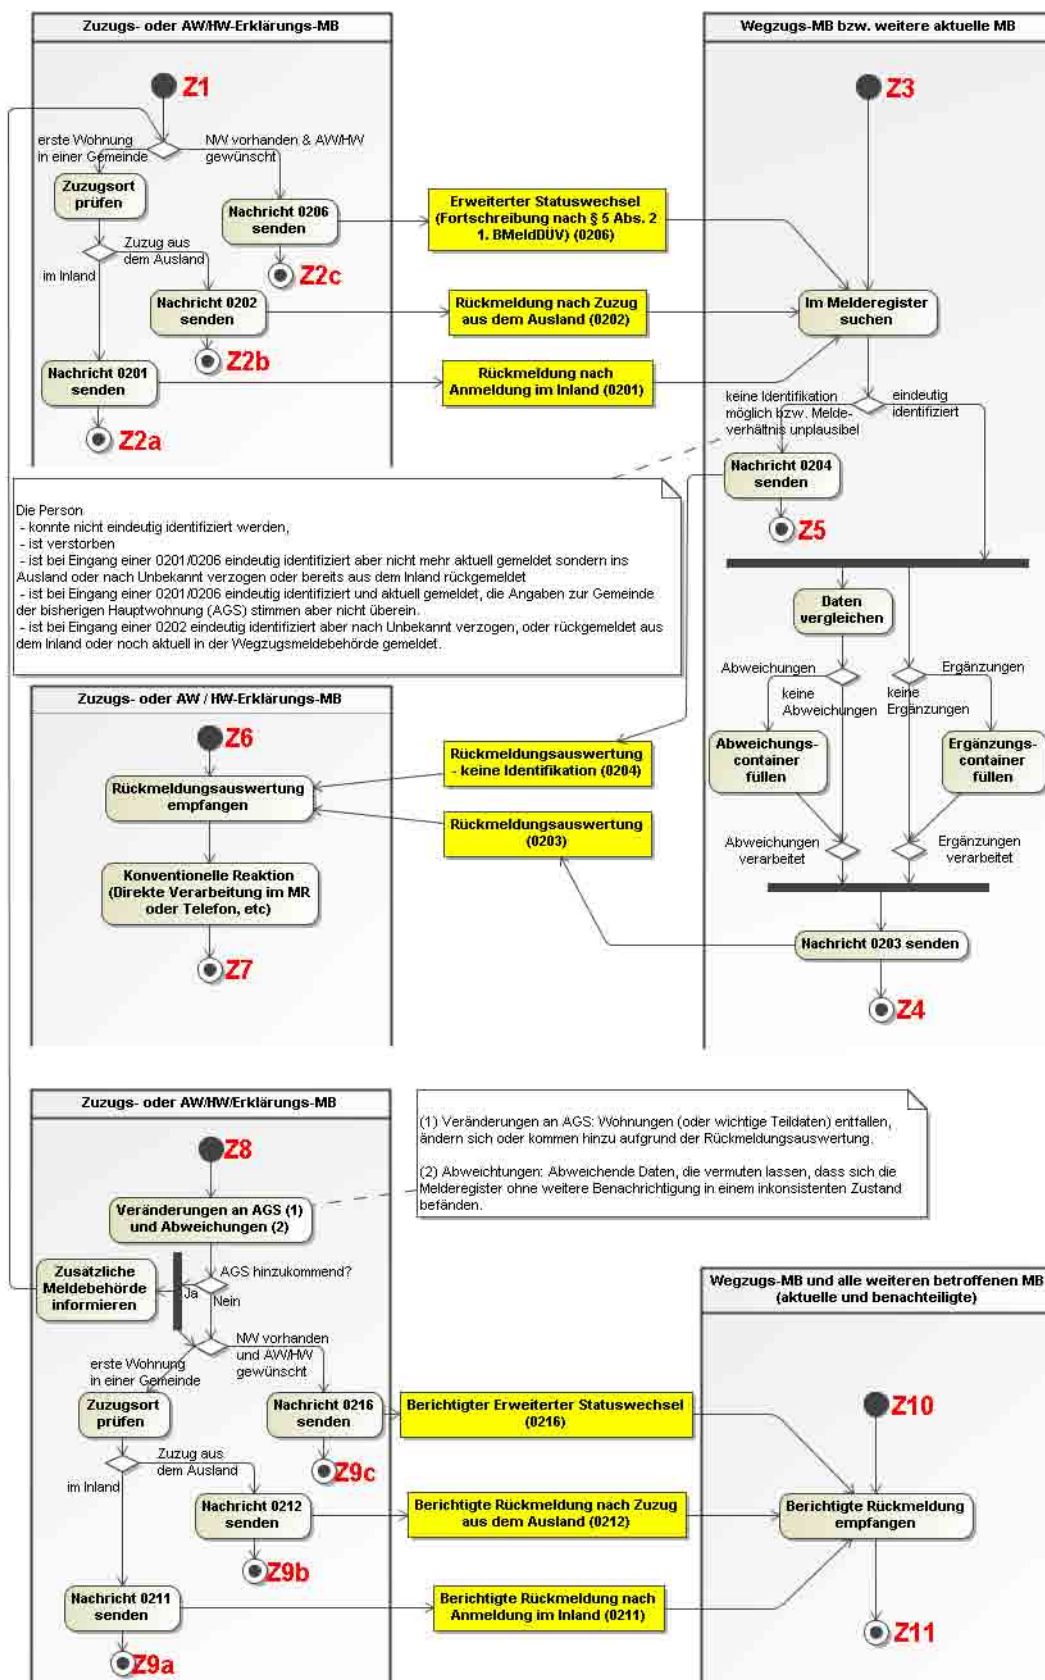 Zuzugs- oder AW/HW-Erklärungs-MB
Wegzugs-MB bzw. weitere aktuelle MB
Z1
Z3
erste Wohnung
in einer Gemeinde
NW vorhanden & AW/HW
gewünscht
Zuzugsort
prüfen
Nachricht 0206
senden
Erweiterter Statuswechsel
(Fortschreibung nach § 5 Abs. 2
1. BMeldDÜV) (0206)
Zuzug aus
dem Ausland
im Inland
Z2c
Nachricht 0202
senden
Rückmeldung nach Zuzug
aus dem Ausland (0202)
Im Melderegister
suchen
Z2b
Nachricht 0201
senden
Rückmeldung nach
Anmeldung im Inland (0201)
Z2a
keine Identifikation
möglich bzw. Melde-
verhältnis unplausibel
eindeutig
identifiziert
Nachricht 0204
senden
Z5
Die Person
- konnte nicht eindeutig identifiziert werden,
- ist verstorben
- ist bei Eingang einer 0201/0206 eindeutig identifiziert aber nicht mehr aktuell gemeldet sondern ins
Ausland oder nach Unbekannt verzogen oder bereits aus dem Inland rückgemeldet
- ist bei Eingang einer 0201/0206 eindeutig identifiziert und aktuell gemeldet, die Angaben zur Gemeinde
der bisherigen Hauptwohnung (AGS) stimmen aber nicht überein.
- ist bei Eingang einer 0202 eindeutig identifiziert aber nach Unbekannt verzogen, oder rückgemeldet aus
dem Inland oder noch aktuell in der Wegzugsmeldebehörde gemeldet.
Daten
vergleichen
Abweichungen
keine
Abweichungen
Ergänzungen
keine
Ergänzungen
Abweichungs-
container
füllen
Ergänzungs-
container
füllen
Abweichungen
verarbeitet
Ergänzungen
verarbeitet
Nachricht 0203 senden
Z4
Zuzugs- oder AW / HW-Erklärungs-MB
Z6
Rückmeldungsauswertung
empfangen
Rückmeldungsauswertung
- keine Identifikation (0204)
Rückmeldungsauswertung
(0203)
Konventionelle Reaktion
(Direkte Verarbeitung im MR
oder Telefon, etc)
Z7
Zuzugs- oder AW/HW/Erklärungs-MB
Z8
(1) Veränderungen an AGS: Wohnungen (oder wichtige Teildaten) entfallen,
ändern sich oder kommen hinzu aufgrund der Rückmeldungsauswertung.
(2) Abweichtungen: Abweichende Daten, die vermuten lassen, dass sich die
Melderegister ohne weitere Benachrichtigung in einem inkonsistenten Zustand
befänden.
Veränderungen an AGS (1)
und Abweichungen (2)
Zusätzliche
Meldebehörde
informieren
AGS hinzukommend?
Ja
Nein
NW vorhanden
und AW/HW
gewünscht
erste Wohnung
in einer Gemeinde
Wegzugs-MB und alle weiteren betroffenen MB
(aktuelle und benachteiligte)
Zuzugsort
prüfen
Nachricht 0216
senden
Berichtigter Erweiterter Statuswechsel
(0216)
Z10
Zuzug aus
dem Ausland
im Inland
Z9c
Nachricht 0212
senden
Berichtigte Rückmeldung nach Zuzug
aus dem Ausland (0212)
Berichtigte Rückmeldung
empfangen
Z9b
Nachricht 0211
senden
Berichtigte Rückmeldung nach
Anmeldung im Inland (0211)
Z11
Z9a